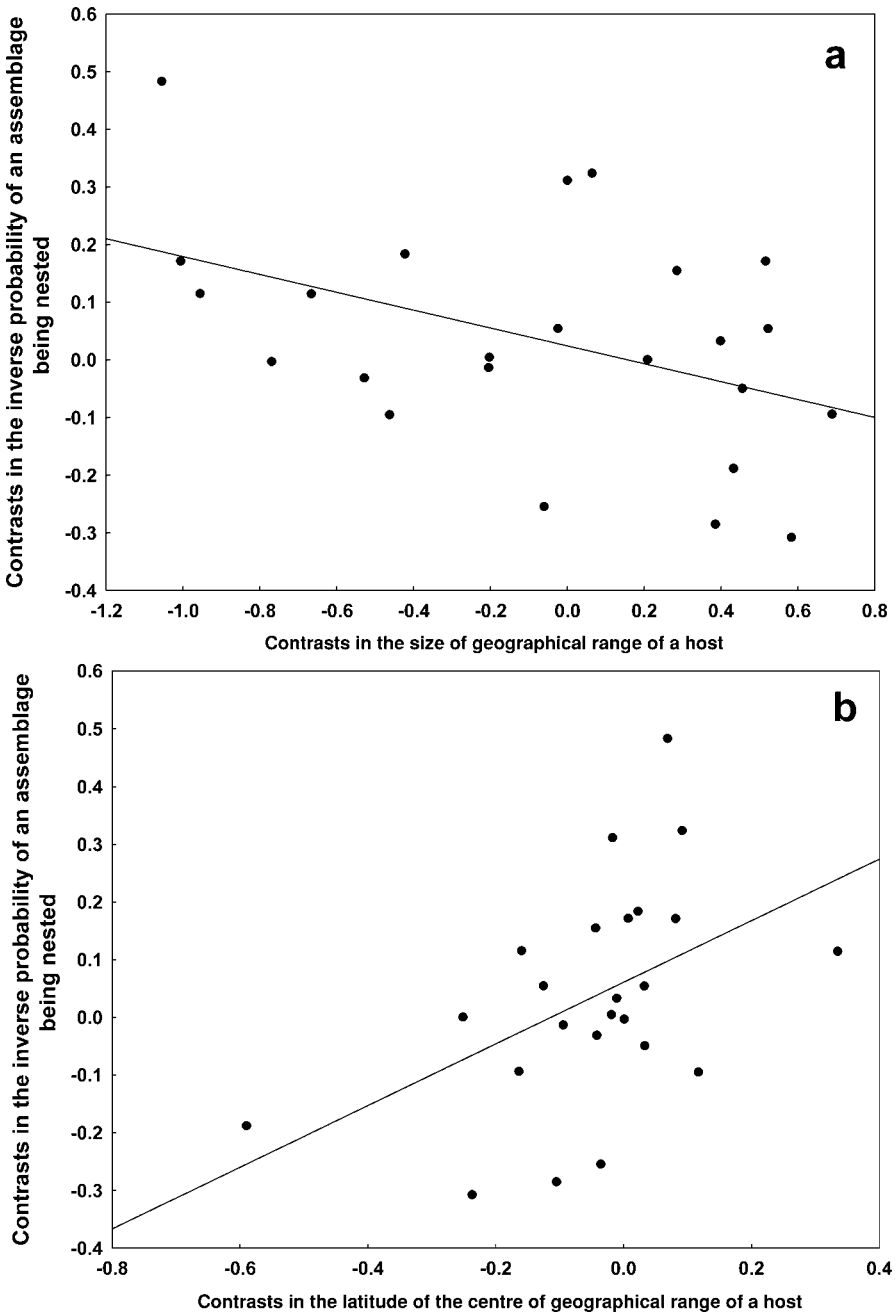 Contrasts in the inverse probability of an assemblage
being nested
a
0.6
0.5
0.4
0.3
0.2
0.1
0.0
-0.1
-0.2
-0.3
-0.4
-1.2 -1.0 -0.8 -0.6 -0.4 -0.2 0.0 0.2 0.4 0.6 0.8
Contrasts in the size of geographical range of a host
Contrasts in the inverse probability of an assemblage
being nested
b
0.6
0.5
0.4
0.3
0.2
0.1
0.0
-0.1
-0.2
-0.3
-0.4
-0.8 -0.6 -0.4 -0.2 0.0 0.2 0.4
Contrasts in the latitude of the centre of geographical range of a host